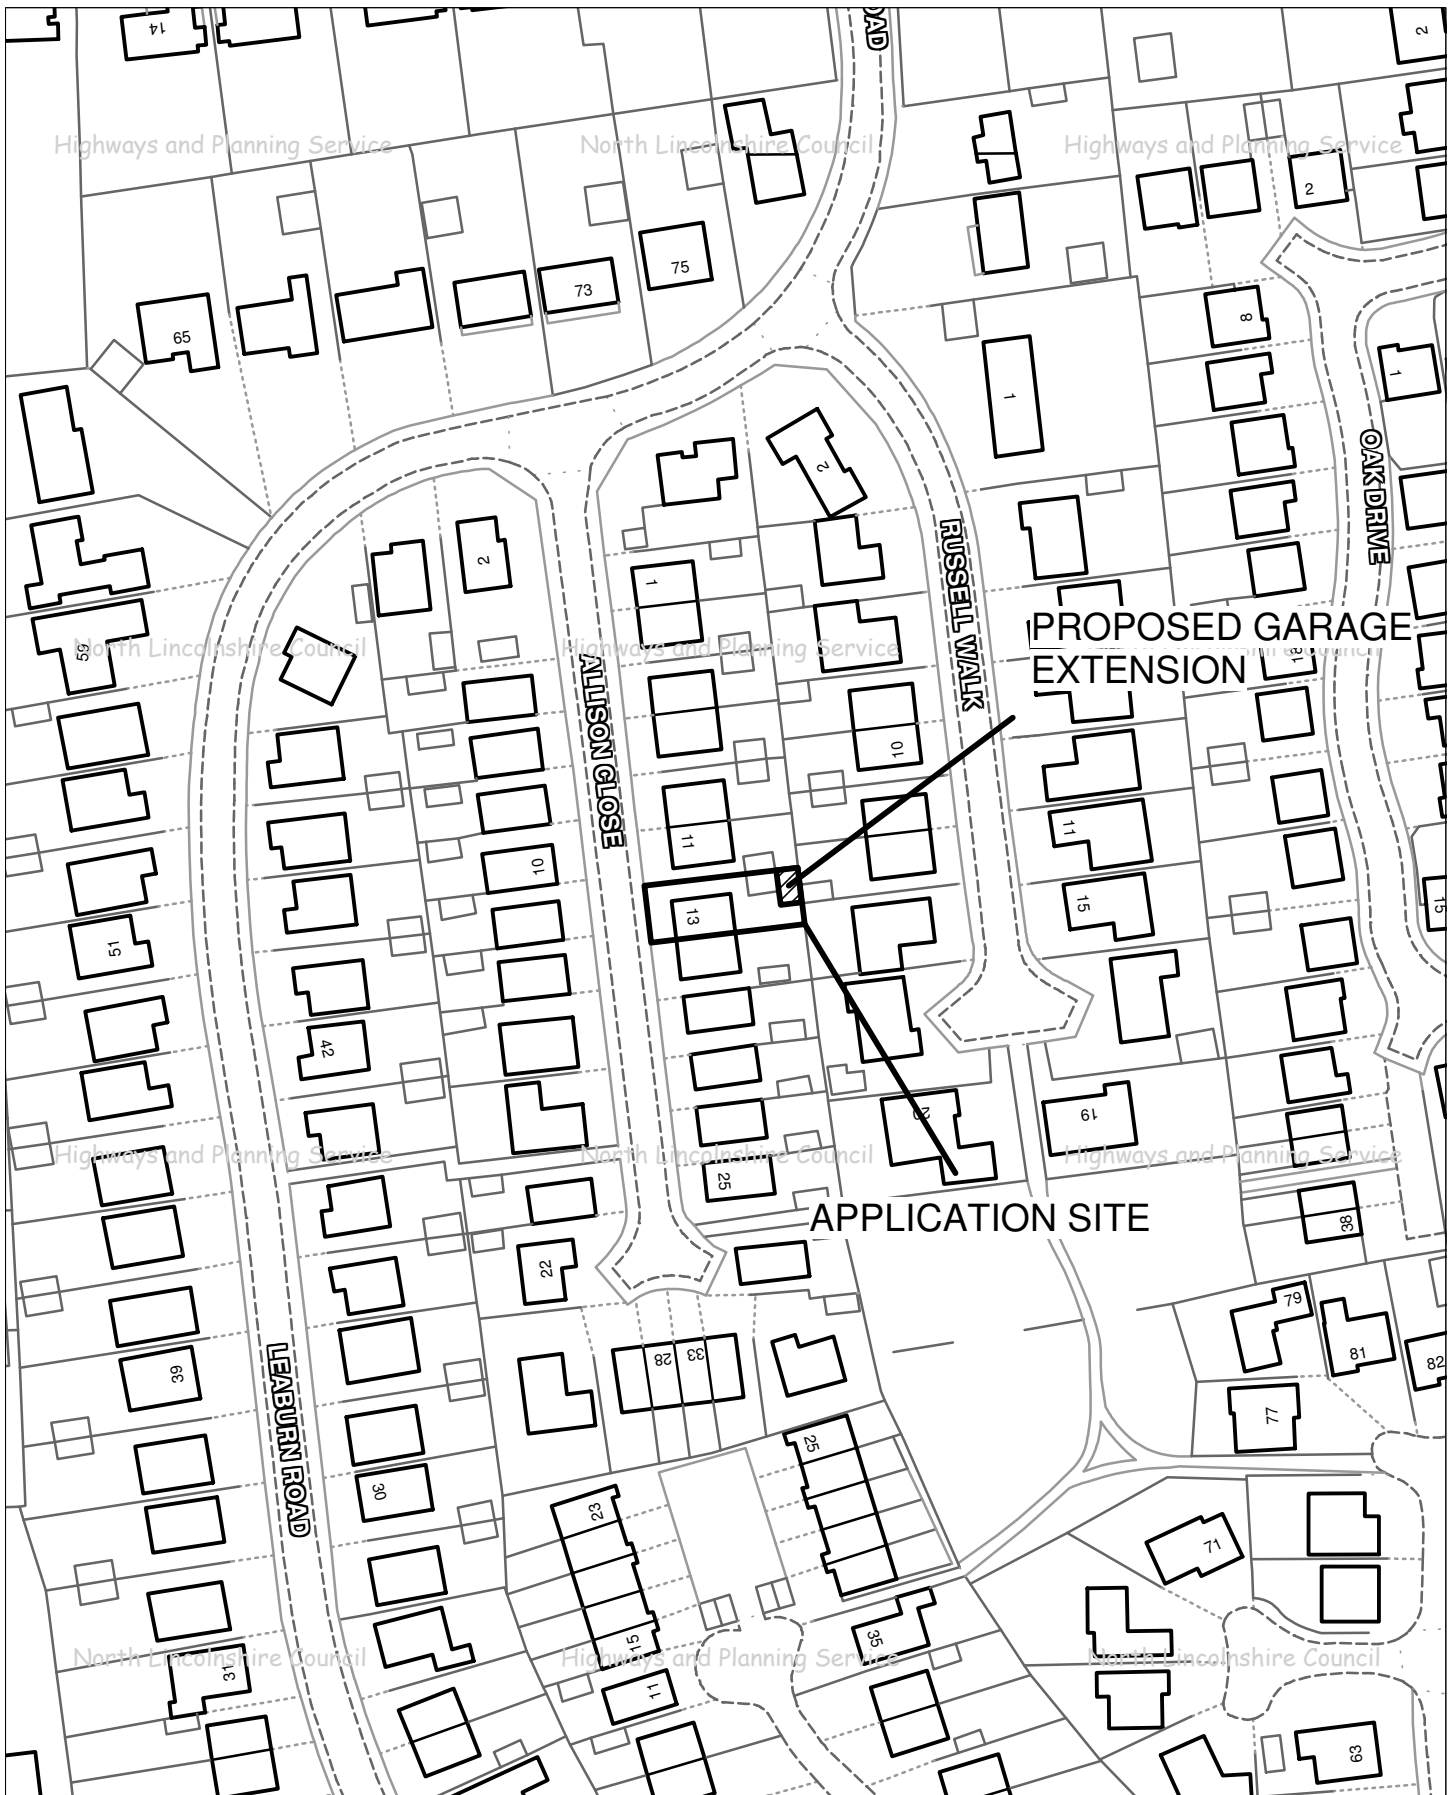 14
OAD
2
Highways and Planning Service
North Lincolnshire Council
Highways and Planning Service
2
75
73
65
8
1
1
2
OAK DRIVE
2
1
RUSSELL WALK
PROPOSED GARAGE
EXTENSION
59
North Lincolnshire Council
Highways and Planning Service
18
ALLISON CLOSE
10
11
11
10
13
15
15
51
42
19
Highways and Planning Service
North Lincolnshire Council
Highways and Planning Service
25
APPLICATION SITE
38
22
79
81
82
28
33
39
77
LEABURN ROAD
25
30
23
71
35
15
North Lincolnshire Council
Highways and Planning Service
North Lincolnshire Council
31
11
63